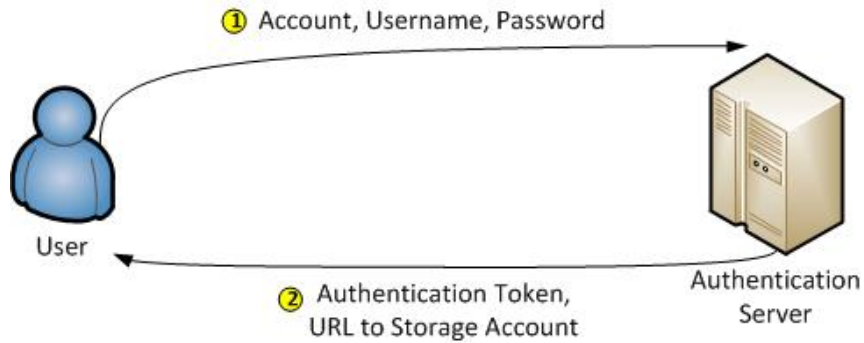 1 Account, Username, Password
User
2 Authentication Token,
URL to Storage Account
Authentication
Server